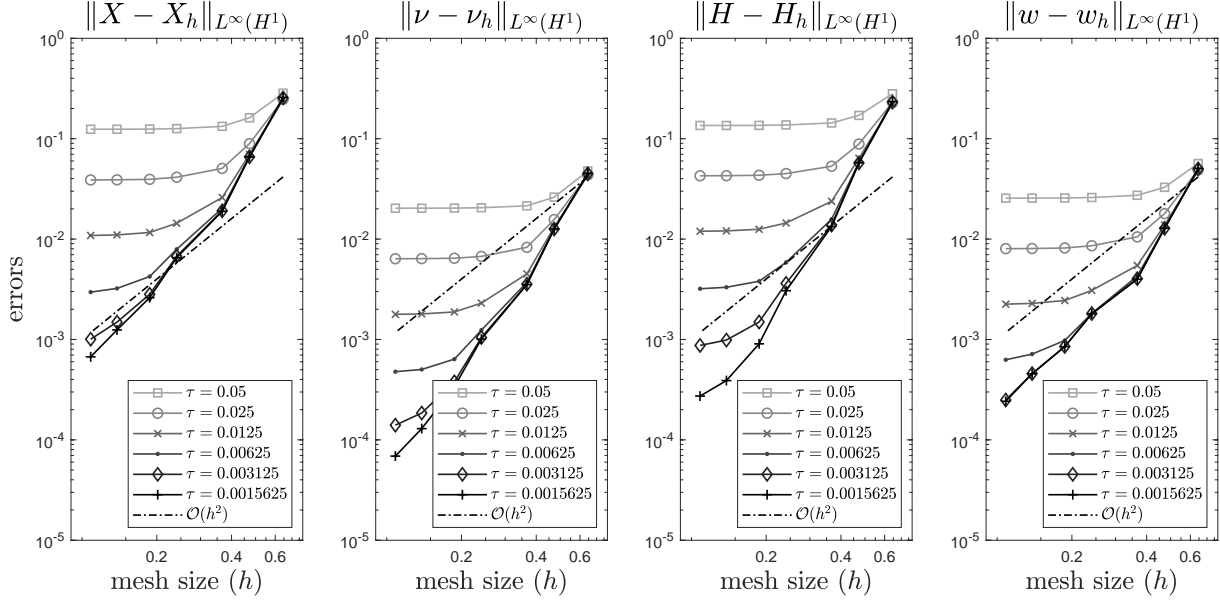 ‖X − X_h‖_{L^∞(H^1)}
10^0
10^{-1}
10^{-2}
10^{-3}
10^{-4}
10^{-5}
errors
0.2 0.4 0.6
mesh size (h)
τ = 0.05
τ = 0.025
τ = 0.0125
τ = 0.00625
τ = 0.003125
τ = 0.0015625
O(h^2)
‖ν − ν_h‖_{L^∞(H^1)}
10^0
10^{-1}
10^{-2}
10^{-3}
10^{-4}
10^{-5}
0.2 0.4 0.6
mesh size (h)
τ = 0.05
τ = 0.025
τ = 0.0125
τ = 0.00625
τ = 0.003125
τ = 0.0015625
O(h^2)
‖H − H_h‖_{L^∞(H^1)}
10^0
10^{-1}
10^{-2}
10^{-3}
10^{-4}
10^{-5}
0.2 0.4 0.6
mesh size (h)
τ = 0.05
τ = 0.025
τ = 0.0125
τ = 0.00625
τ = 0.003125
τ = 0.0015625
O(h^2)
‖w − w_h‖_{L^∞(H^1)}
10^0
10^{-1}
10^{-2}
10^{-3}
10^{-4}
10^{-5}
0.2 0.4 0.6
mesh size (h)
τ = 0.05
τ = 0.025
τ = 0.0125
τ = 0.00625
τ = 0.003125
τ = 0.0015625
O(h^2)